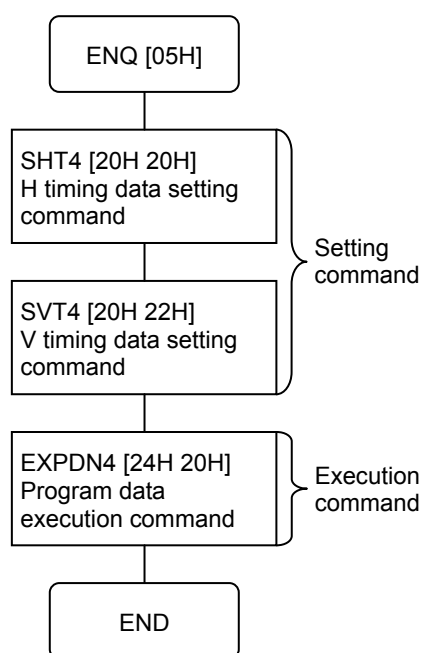 ENQ [05H]
SHT4 [20H 20H]
H timing data setting
command
Setting
command
SVT4 [20H 22H]
V timing data setting
command
EXPDN4 [24H 20H]
Program data
execution command
Execution
command
END